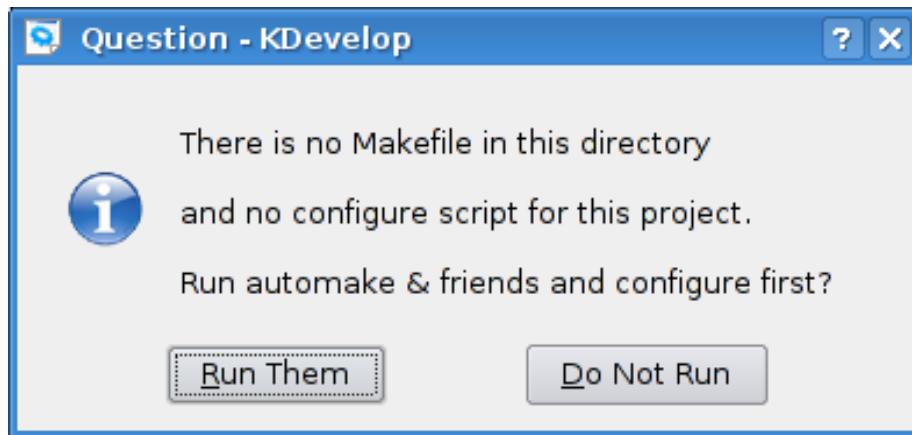 Question - KDevelop
There is no Makefile in this directory
and no configure script for this project.
Run automake & friends and configure first?
Run Them
Do Not Run